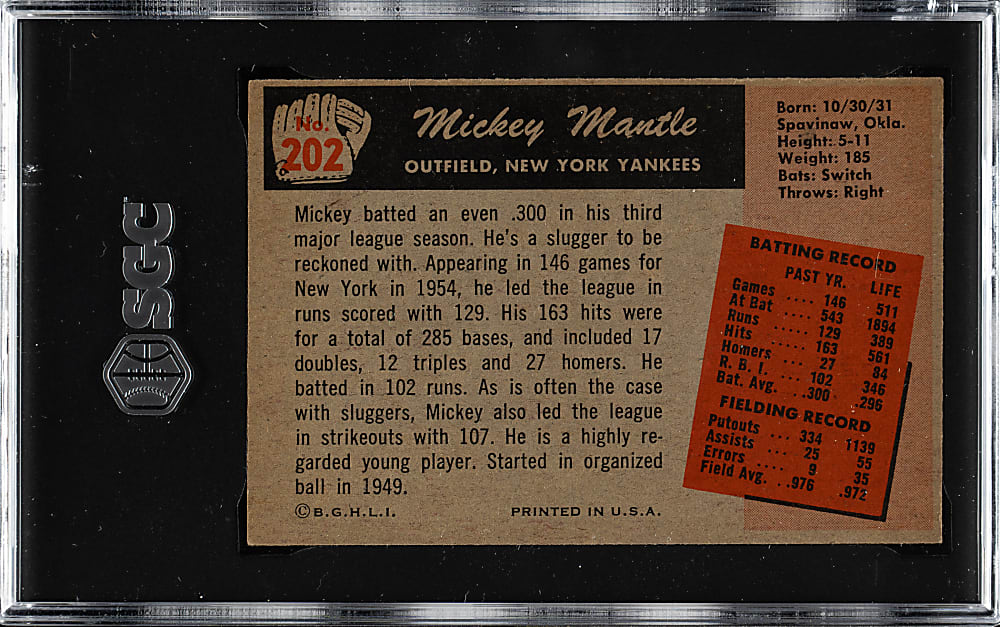 SGC
No.
202
Mickey Mantle
OUTFIELD, NEW YORK YANKEES
Born: 10/30/31
Spavinaw, Okla.
Height: 5-11
Weight: 185
Bats: Switch
Throws: Right
Mickey batted an even .300 in his third
major league season. He's a slugger to be
reckoned with. Appearing in 146 games for
New York in 1954, he led the league in
runs scored with 129. His 163 hits were
for a total of 285 bases, and included 17
doubles, 12 triples and 27 homers. He
batted in 102 runs. As is often the case
with sluggers, Mickey also led the league
in strikeouts with 107. He is a highly re-
garded young player. Started in organized
ball in 1949.
©B.G.H.L.I. PRINTED IN U.S.A.
BATTING RECORD
PAST YR. LIFE
Games .... 146 511
At Bat .... 543 1894
Runs ..... 129 389
Hits ..... 163 561
Homers .... 27 84
R. B. I. ... 102 346
Bat. Avg. ...300 .296
FIELDING RECORD
Putouts ... 334 1139
Assists ... 25 55
Errors .... 9 35
Field Avg. ..976 .972